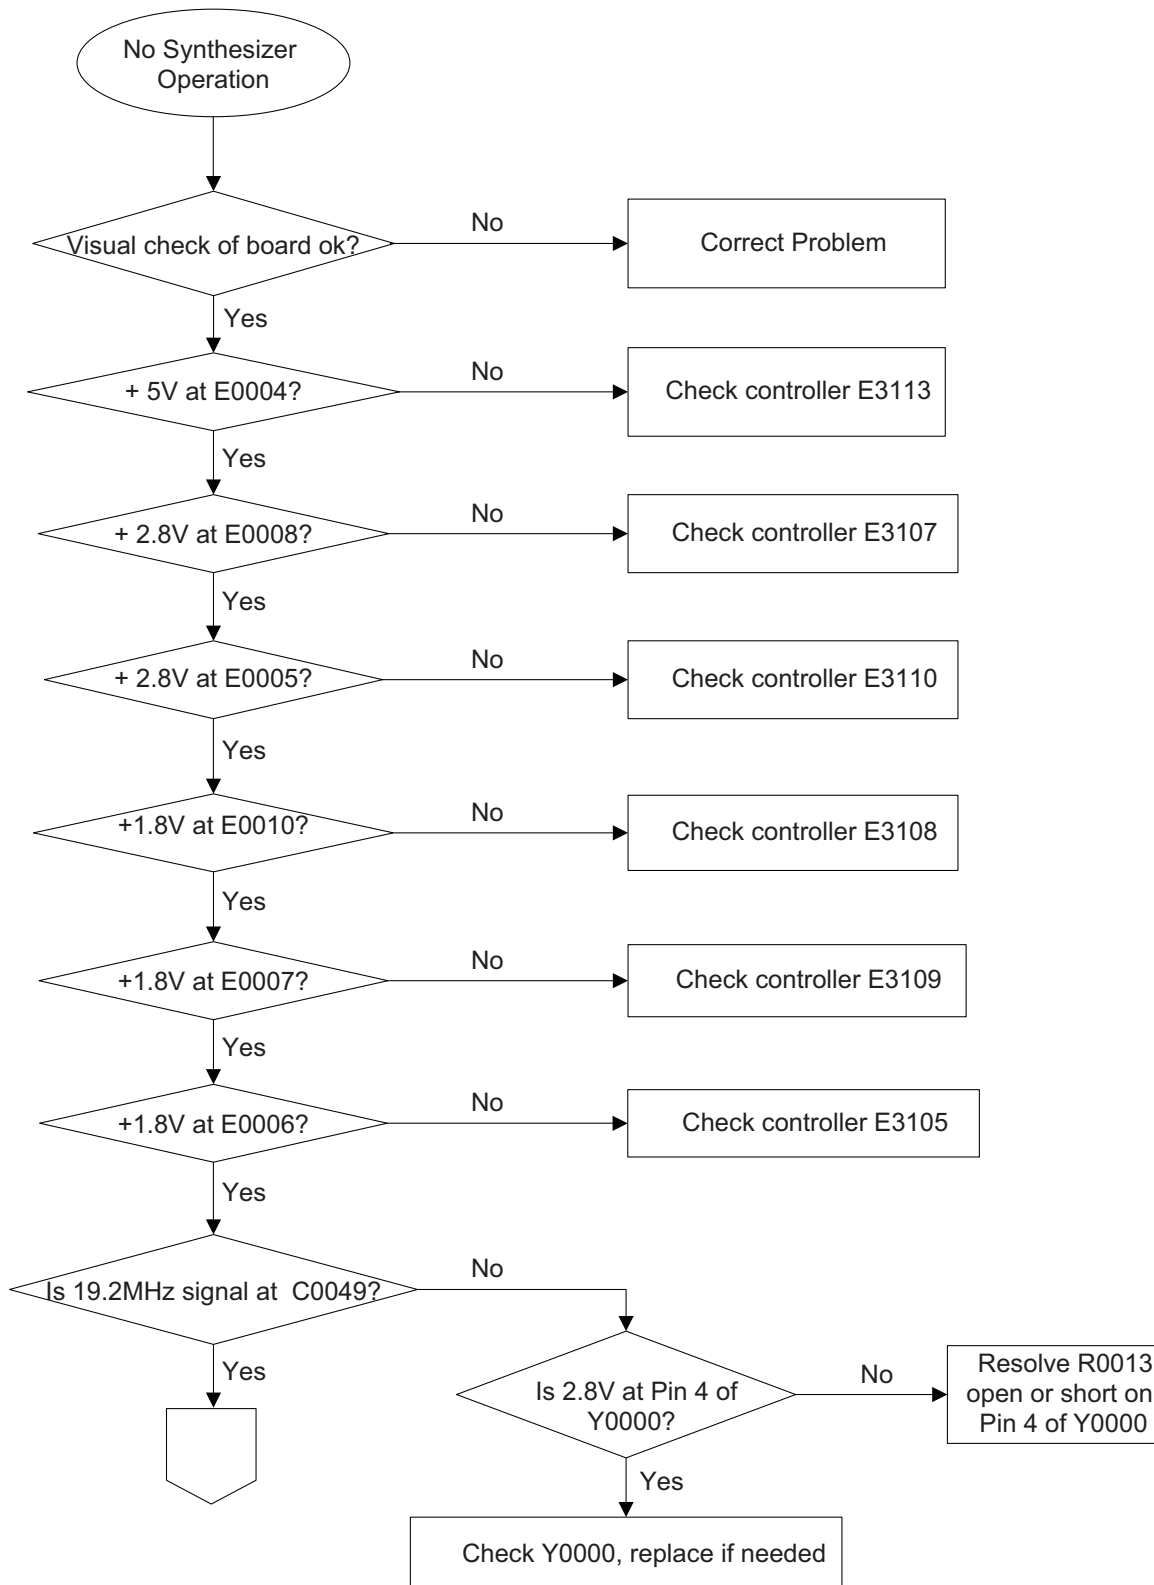 No Synthesizer
Operation
Visual check of board ok?
No
Correct Problem
Yes
+ 5V at E0004?
No
Check controller E3113
Yes
+ 2.8V at E0008?
No
Check controller E3107
Yes
+ 2.8V at E0005?
No
Check controller E3110
Yes
+1.8V at E0010?
No
Check controller E3108
Yes
+1.8V at E0007?
No
Check controller E3109
Yes
+1.8V at E0006?
No
Check controller E3105
Yes
Is 19.2MHz signal at C0049?
No
Yes
Is 2.8V at Pin 4 of
Y0000?
No
Resolve R0013
open or short on
Pin 4 of Y0000
Yes
Check Y0000, replace if needed